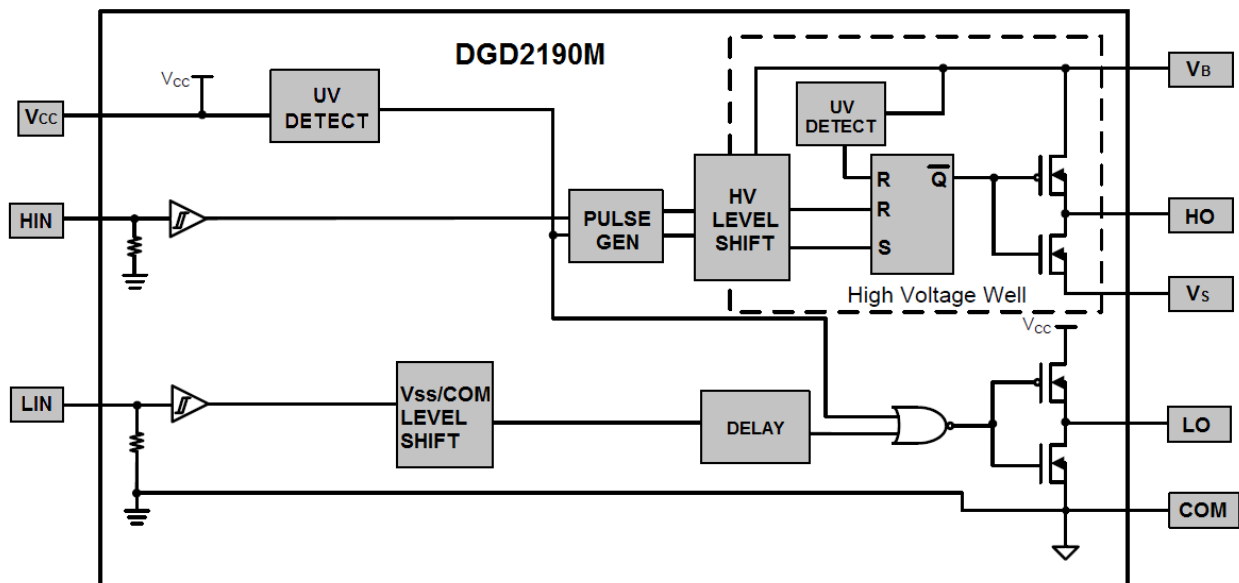 DGD2190M
VCC
VCC
UV
DETECT
UV
DETECT
VB
HIN
PULSE
GEN
HV
LEVEL
SHIFT
R
Q
R
S
HO
High Voltage Well
VS
VCC
LIN
Vss/COM
LEVEL
SHIFT
DELAY
LO
COM